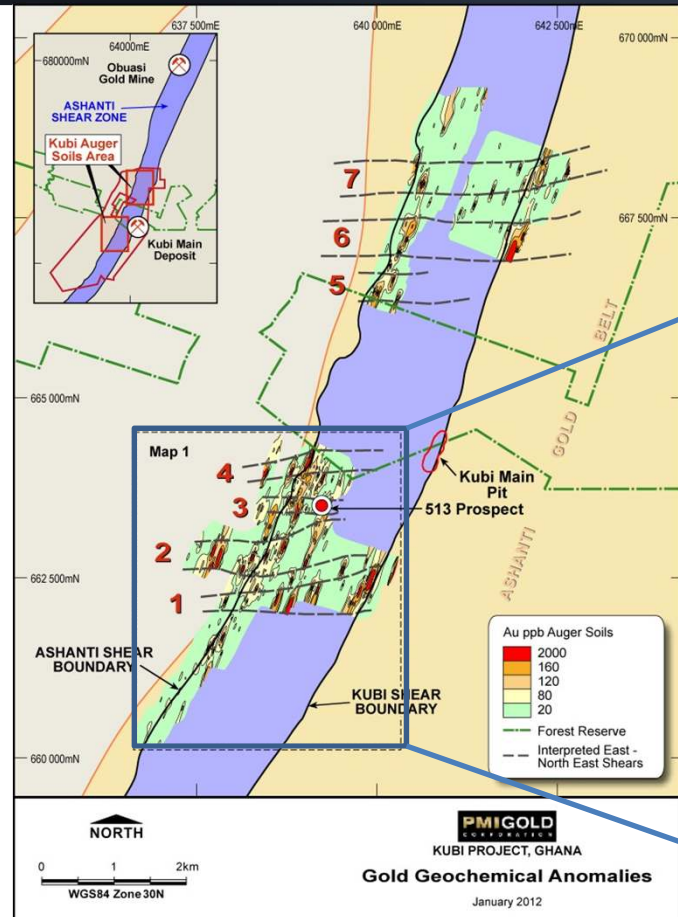 637 500mE
640 000mE
642 500mE
670 000mN
64000mE
680000mN
Obuasi
Gold Mine
ASHANTI
SHEAR ZONE
Kubi Auger
Soils Area
Kubi Main
Deposit
7
667 500mN
6
5
BELT
GOLD
ASHANTI
665 000mN
Map 1
4
Kubi Main
Pit
3
513 Prospect
2
662 500mN
1
ASHANTI SHEAR
BOUNDARY
KUBI SHEAR
BOUNDARY
660 000mN
Au ppb Auger Soils
2000
160
120
80
20
Forest Reserve
Interpreted East -
North East Shears
NORTH
0 1 2km
WGS84 Zone 30N
PMIGOLD
CORPORATION
KUBI PROJECT, GHANA
Gold Geochemical Anomalies
January 2012